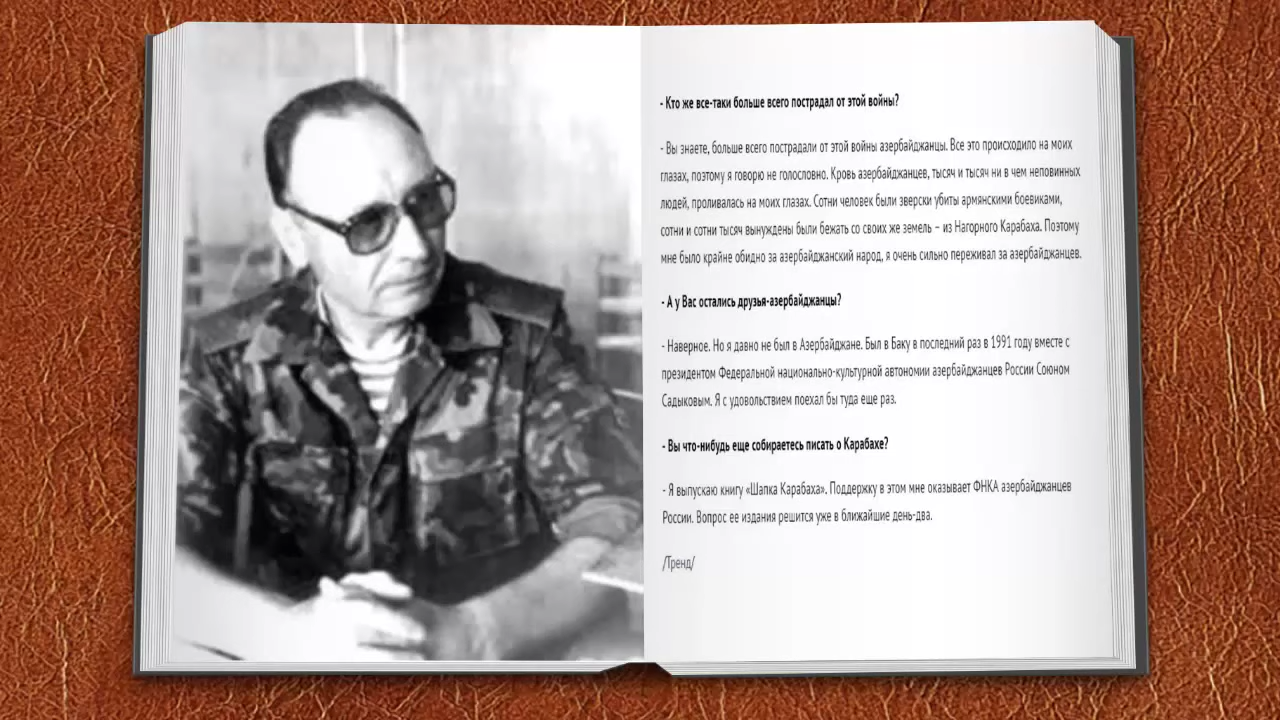 - Кто же все-таки больше всего пострадал от этой войны?
- Вы знаете, больше всего пострадали от этой войны азербайджанцы. Все это происходило на моих
глазах, поэтому я говорю не голословно. Кровь азербайджанцев, тысяч и тысяч ни в чем неповинных
людей, проливалась на моих глазах. Сотни человек были зверски убиты армянскими боевиками,
сотни и сотни тысяч вынуждены были бежать со своих же земель – из Нагорного Карабаха. Поэтому
мне было крайне обидно за азербайджанский народ, я очень сильно переживал за азербайджанцев.
- А у Вас остались друзья-азербайджанцы?
- Наверное. Но я давно не был в Азербайджане. Был в Баку в последний раз в 1991 году вместе с
президентом Федеральной национально-культурной автономии азербайджанцев России Союном
Садыковым. Я с удовольствием поехал бы туда еще раз.
- Вы что-нибудь еще собираетесь писать о Карабахе?
- Я выпускаю книгу «Шапка Карабаха». Поддержку в этом мне оказывает ФНКА азербайджанцев
России. Вопрос ее издания решится уже в ближайшие день-два.
/Тренд/